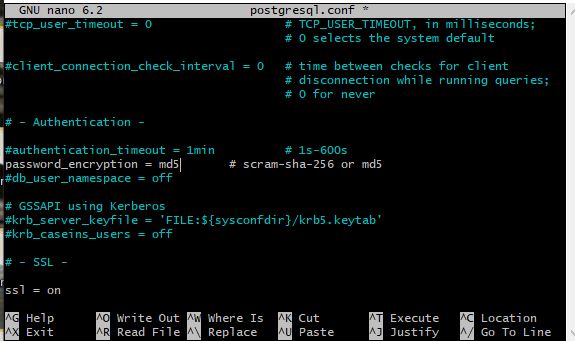 GNU nano 6.2 postgresql.conf *
#tcp_user_timeout = 0 # TCP_USER_TIMEOUT, in milliseconds;
# 0 selects the system default
#client_connection_check_interval = 0 # time between checks for client
# disconnection while running queries;
# 0 for never
# - Authentication -
#authentication_timeout = 1min # 1s-600s
password_encryption = md5 # scram-sha-256 or md5
#db_user_namespace = off
# GSSAPI using Kerberos
#krb_server_keyfile = 'FILE:${sysconfdir}/krb5.keytab'
#krb_caseins_users = off
# - SSL -
ssl = on
^G Help ^O Write Out ^W Where Is ^K Cut ^T Execute ^C Location
^X Exit ^R Read File ^\ Replace ^U Paste ^J Justify ^/ Go To Line